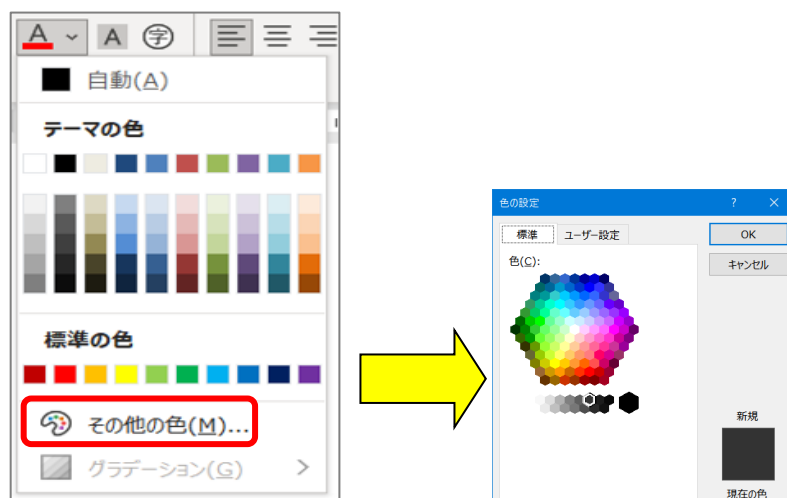 A A 字
自動(A)
テーマの色
標準の色
その他の色(M)...
グラデーション(G)
色の設定 ? ×
標準 ユーザー設定
OK
キャンセル
色(C):
新規
現在の色